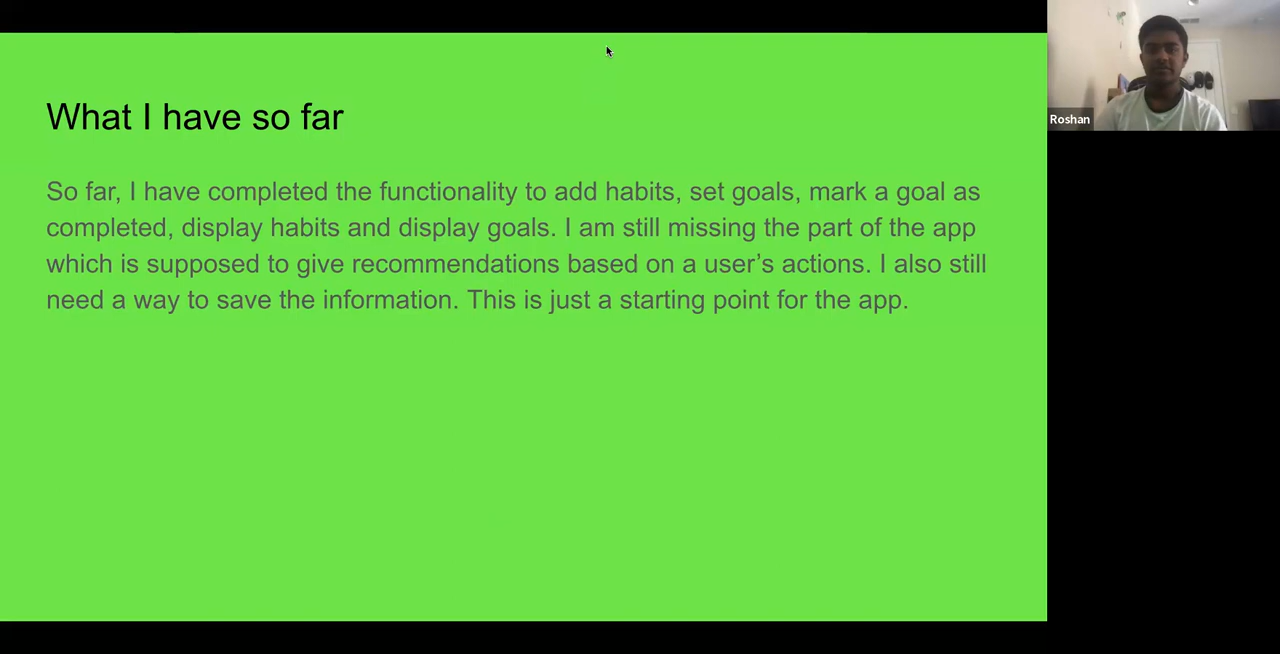 What I have so far
So far, I have completed the functionality to add habits, set goals, mark a goal as
completed, display habits and display goals. I am still missing the part of the app
which is supposed to give recommendations based on a user’s actions. I also still
need a way to save the information. This is just a starting point for the app.
Roshan